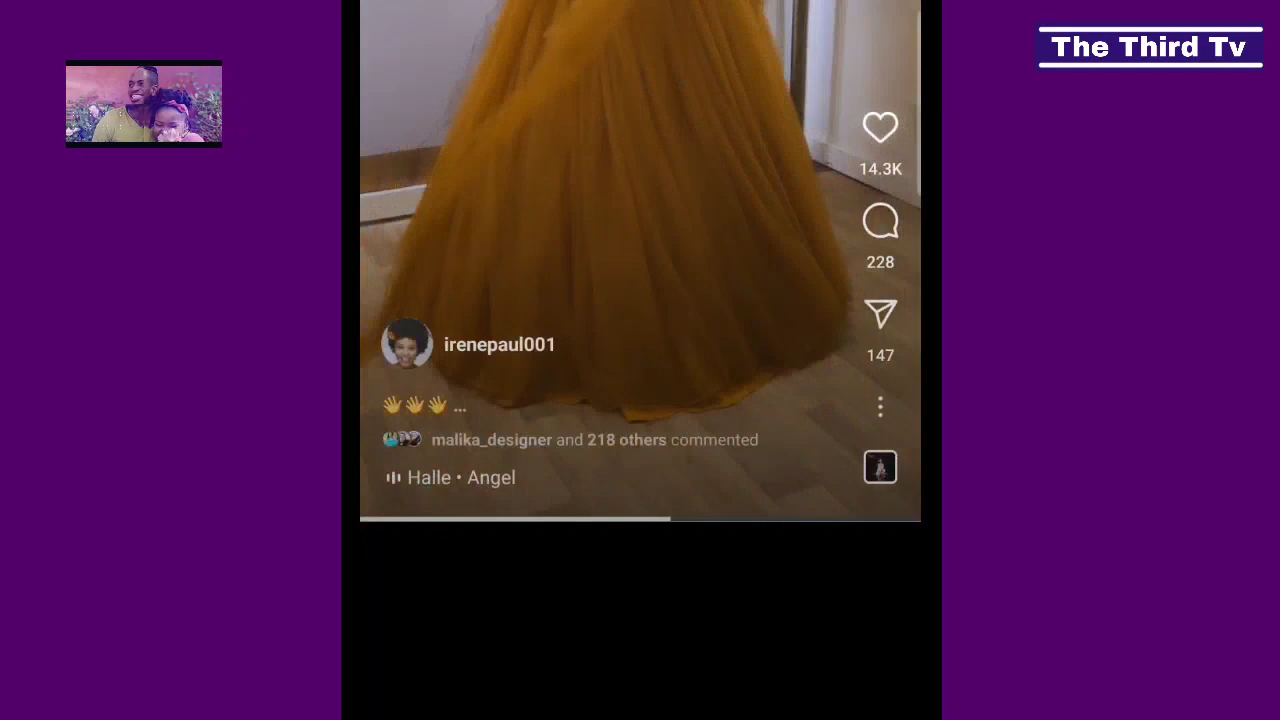 The Third Tv
14.3K
228
147
irenepaul001
👋👋👋 ...
malika_designer and 218 others commented
Halle • Angel